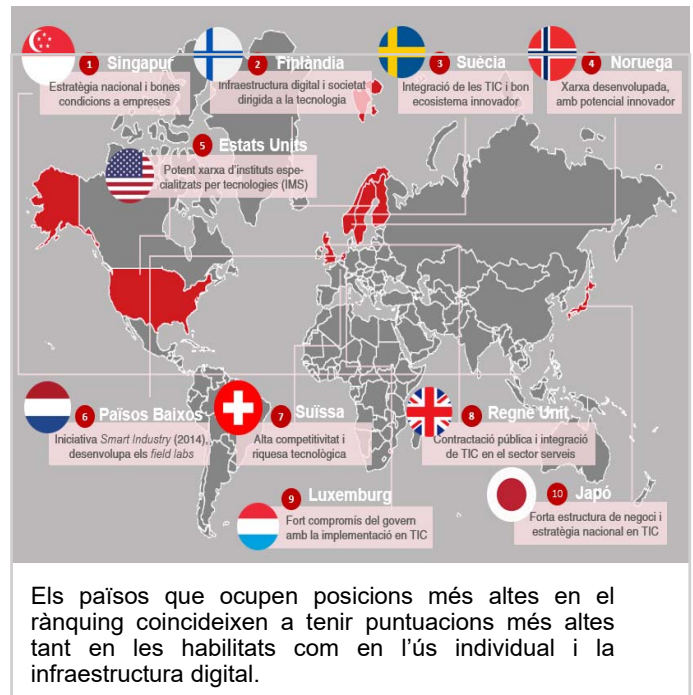 1 Singapur
Estratègia nacional i bones
condicions a empreses
2 Finlàndia
Infraestructura digital i societat
dirigida a la tecnologia
3 Suècia
Integració de les TIC i bon
ecosistema innovador
4 Noruega
Xarxa desenvolupada,
amb potencial innovador
5 Estats Units
Potent xarxa d'instituts espe-
cialitzats per tecnologies (IMS)
6 Països Baixos
Iniciativa Smart Industry (2014),
desenvolupa els field labs
7 Suïssa
Alta competitivitat i
riquesa tecnològica
8 Regne Unit
Contractació pública i integració
de TIC en el sector serveis
9 Luxemburg
Fort compromís del govern
amb la implementació en TIC
10 Japó
Forta estructura de negoci i
estratègia nacional en TIC
Els països que ocupen posicions més altes en el
rànquing coincideixen a tenir puntuacions més altes
tant en les habilitats com en l'ús individual i la
infraestructura digital.